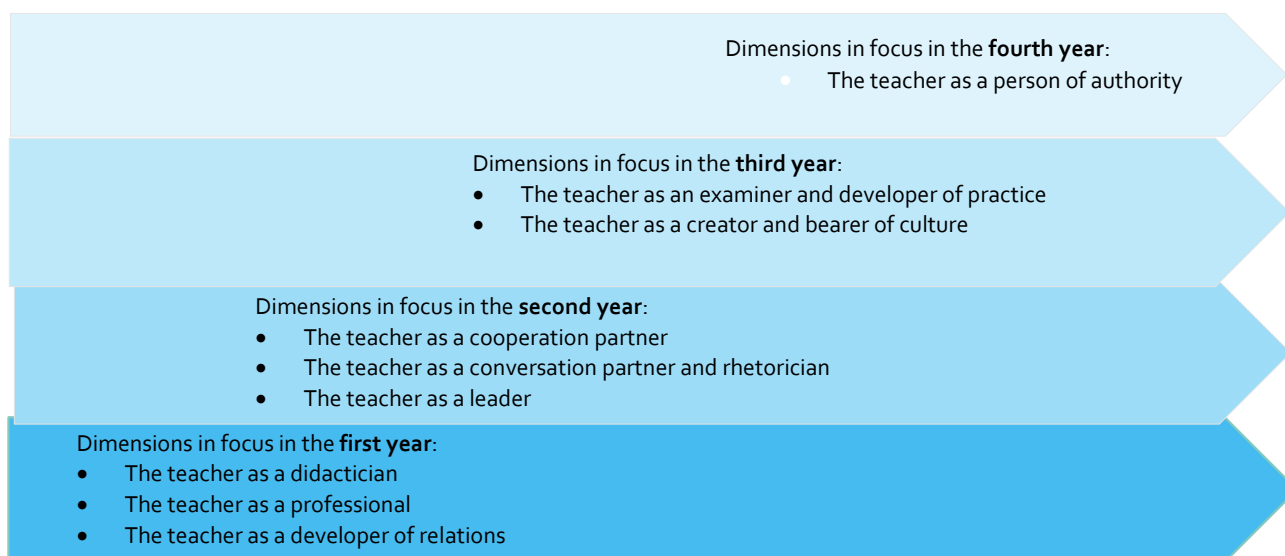 Dimensions in focus in the fourth year:
• The teacher as a person of authority
Dimensions in focus in the third year:
• The teacher as an examiner and developer of practice
• The teacher as a creator and bearer of culture
Dimensions in focus in the second year:
• The teacher as a cooperation partner
• The teacher as a conversation partner and rhetorician
• The teacher as a leader
Dimensions in focus in the first year:
• The teacher as a didactician
• The teacher as a professional
• The teacher as a developer of relations